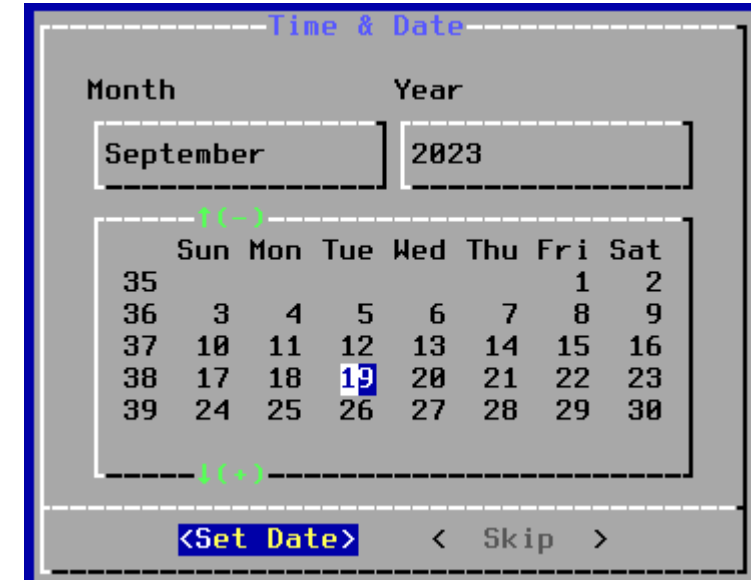 Time & Date
Month Year
September 2023
↑(-)
Sun Mon Tue Wed Thu Fri Sat
35 1 2
36 3 4 5 6 7 8 9
37 10 11 12 13 14 15 16
38 17 18 19 20 21 22 23
39 24 25 26 27 28 29 30
↓(+)
<Set Date> < Skip >